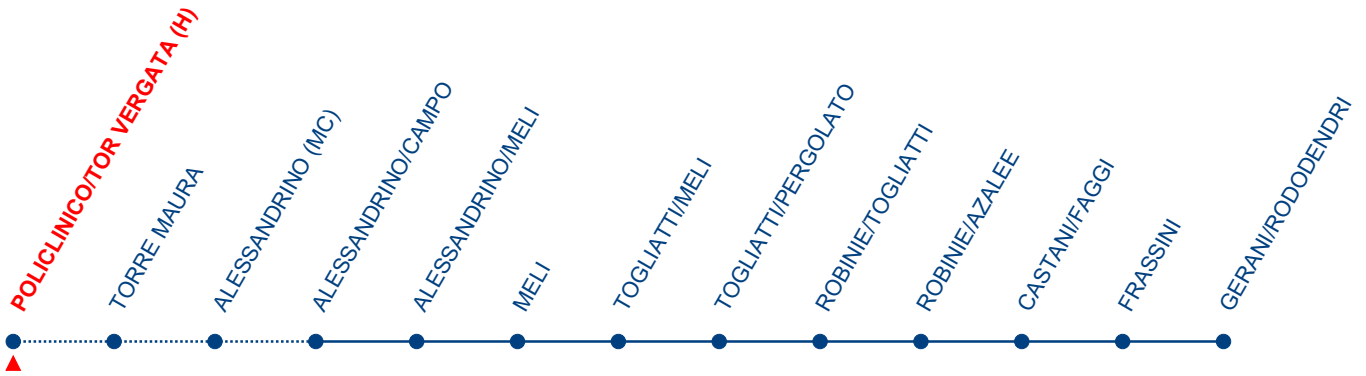 POLICLINICO/TOR VERGATA (H)
TORRE MAURA
ALESSANDRINO (MC)
ALESSANDRINO/CAMPO
ALESSANDRINO/MELI
MELI
TOGLIATTI/MELI
TOGLIATTI/PERGOLATO
ROBINIE/TOGLIATTI
ROBINIE/AZALEE
CASTANI/FAGGI
FRASSINI
GERANI/RODODENDRI